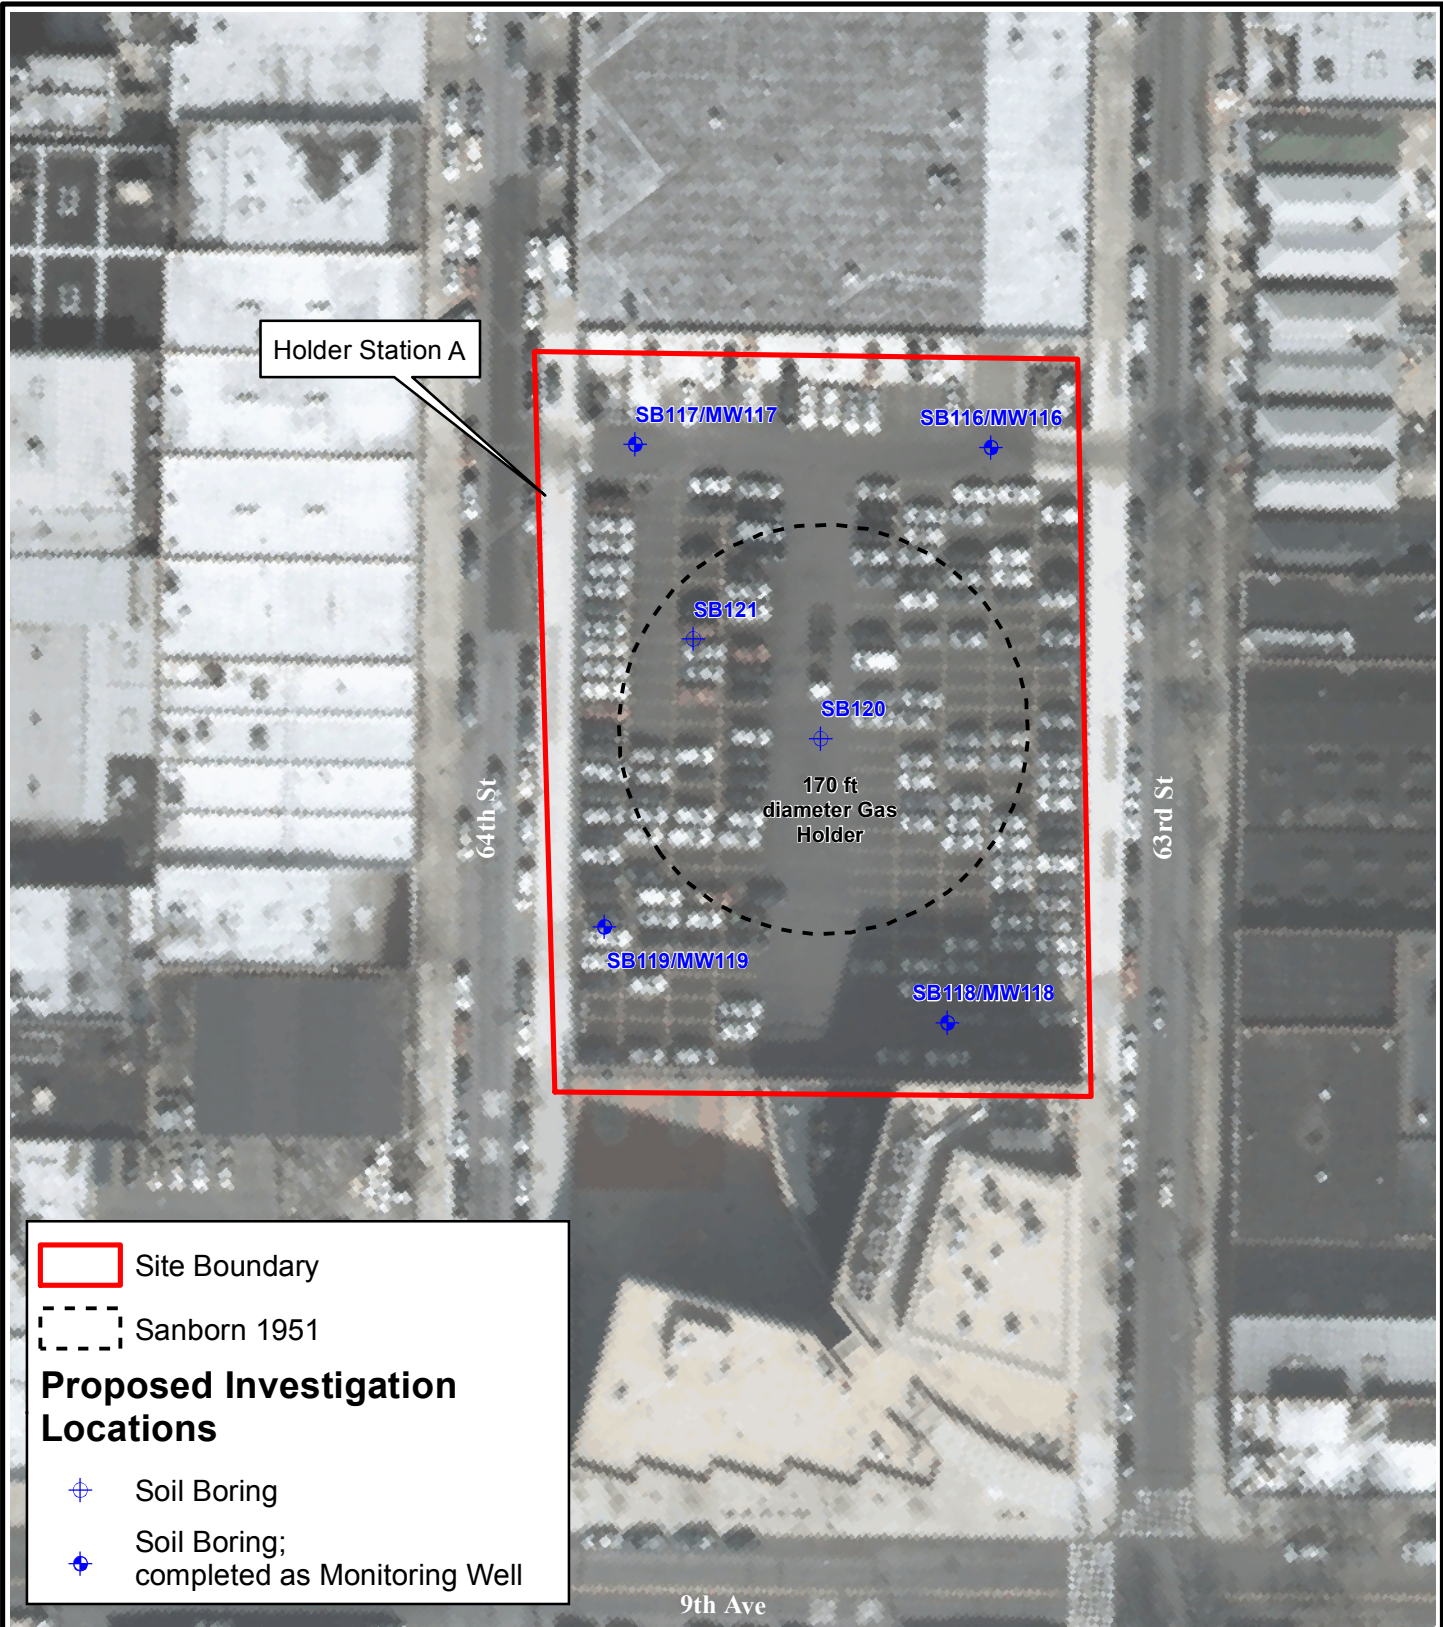 Holder Station A
SB117/MW117
SB116/MW116
SB121
SB120
170 ft
diameter Gas
Holder
64th St
63rd St
SB119/MW119
SB118/MW118
Site Boundary
Sanborn 1951
Proposed Investigation
Locations
Soil Boring
Soil Boring;
completed as Monitoring Well
9th Ave